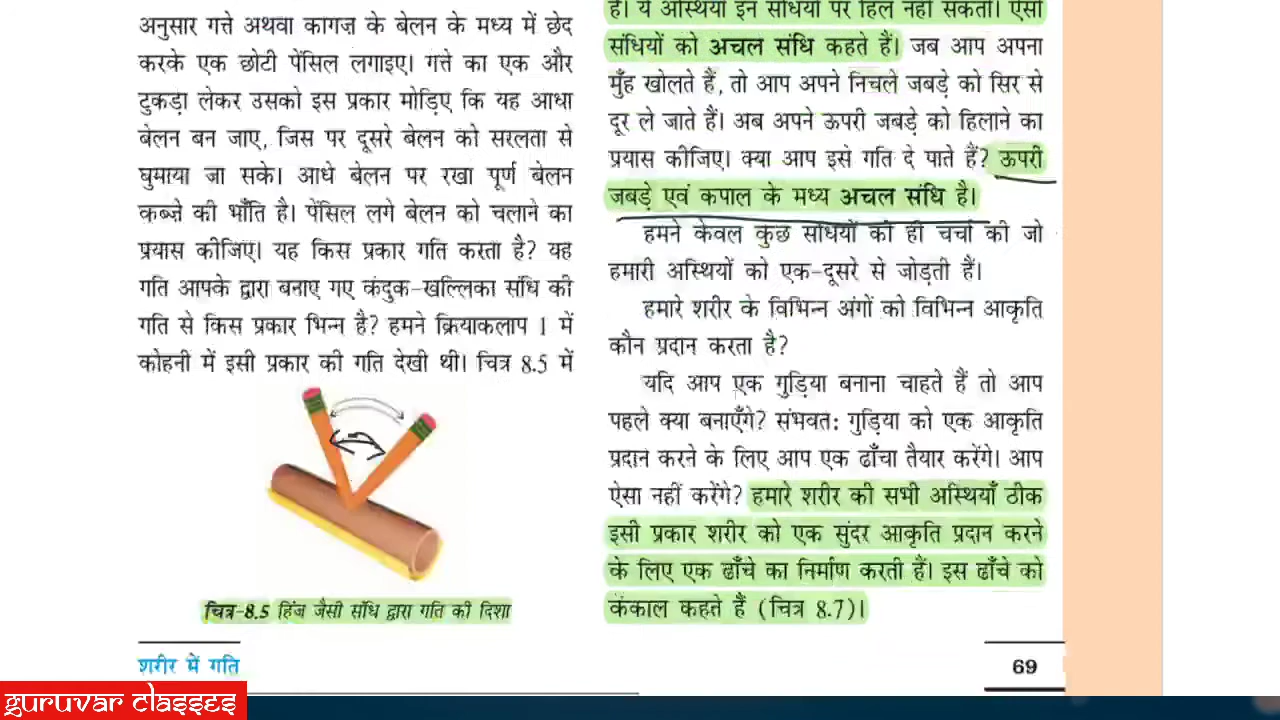 अनुसार गत्ते अथवा कागज़ के बेलन के मध्य में छेद
करके एक छोटी पेंसिल लगाइए। गत्ते का एक और
टुकड़ा लेकर उसको इस प्रकार मोड़िए कि यह आधा
बेलन बन जाए, जिस पर दूसरे बेलन को सरलता से
घुमाया जा सके। आधे बेलन पर रखा पूर्ण बेलन
कब्ज़े की भाँति है। पेंसिल लगे बेलन को चलाने का
प्रयास कीजिए। यह किस प्रकार गति करता है? यह
गति आपके द्वारा बनाए गए कंदुक-खल्लिका संधि की
गति से किस प्रकार भिन्न है? हमने क्रियाकलाप 1 में
कोहनी में इसी प्रकार की गति देखी थी। चित्र 8.5 में
चित्र-8.5 हिंज जैसी संधि द्वारा गति की दिशा
है। ये अस्थियाँ इन संधियों पर हिल नहीं सकतीं। ऐसी
संधियों को अचल संधि कहते हैं। जब आप अपना
मुँह खोलते हैं, तो आप अपने निचले जबड़े को सिर से
दूर ले जाते हैं। अब अपने ऊपरी जबड़े को हिलाने का
प्रयास कीजिए। क्या आप इसे गति दे पाते हैं? ऊपरी
जबड़े एवं कपाल के मध्य अचल संधि है।
हमने केवल कुछ संधियों की ही चर्चा की जो
हमारी अस्थियों को एक-दूसरे से जोड़ती हैं।
हमारे शरीर के विभिन्न अंगों को विभिन्न आकृति
कौन प्रदान करता है?
यदि आप एक गुड़िया बनाना चाहते हैं तो आप
पहले क्या बनाएँगे? संभवत: गुड़िया को एक आकृति
प्रदान करने के लिए आप एक ढाँचा तैयार करेंगे। आप
ऐसा नहीं करेंगे? हमारे शरीर की सभी अस्थियाँ ठीक
इसी प्रकार शरीर को एक सुंदर आकृति प्रदान करने
के लिए एक ढाँचे का निर्माण करती हैं। इस ढाँचे को
कंकाल कहते हैं (चित्र 8.7)।
शरीर में गति
69
guruvar classes